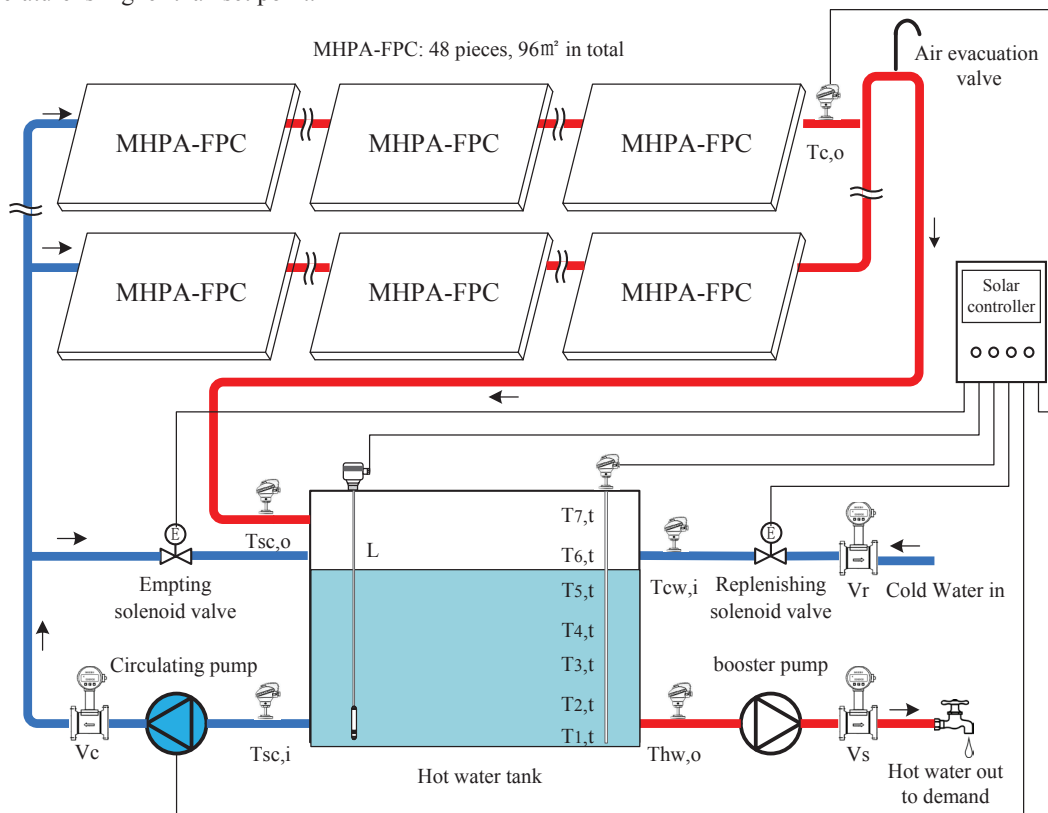 MHPA-FPC: 48 pieces, 96m² in total
Air evacuation
valve
MHPA-FPC
MHPA-FPC
MHPA-FPC
Tc,o
MHPA-FPC
MHPA-FPC
MHPA-FPC
Solar
controller
Tsc,o
L
T7,t
T6,t
T5,t
T4,t
T3,t
T2,t
T1,t
E
Empting
solenoid valve
Tcw,i
E
Replenishing
solenoid valve
Vr
Cold Water in
Circulating pump
Vc
Tsc,i
Hot water tank
booster pump
Thw,o
Vs
Hot water out
to demand